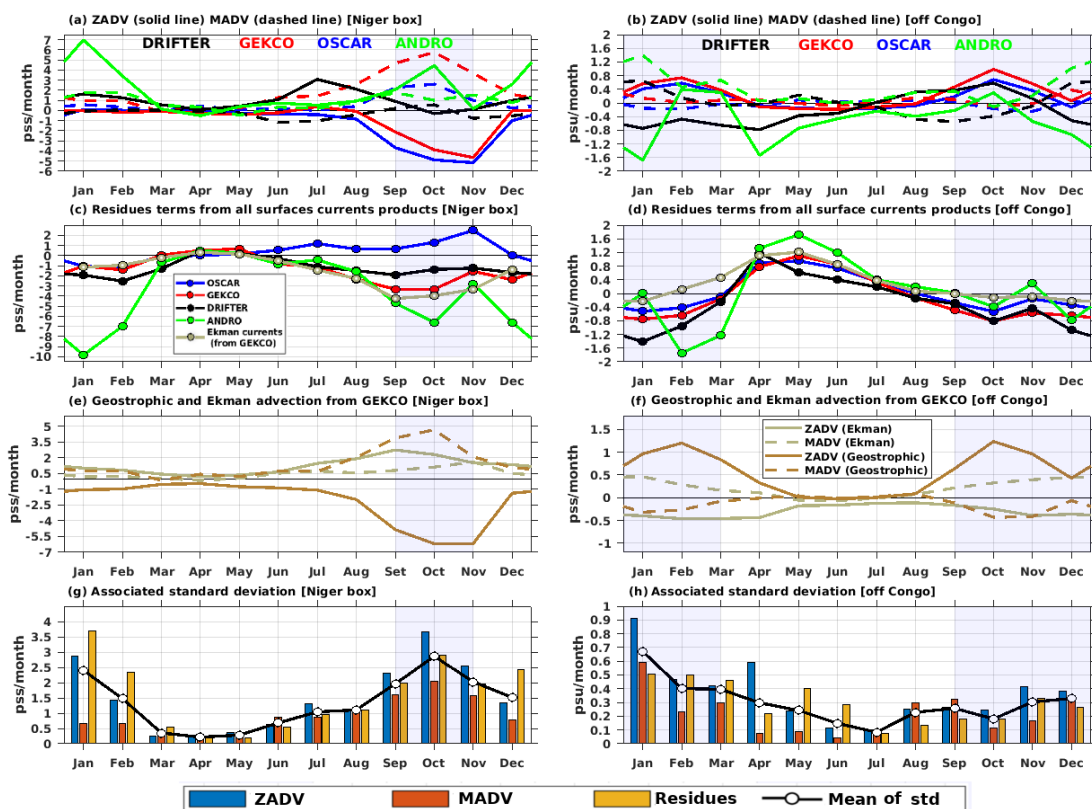 (a) ZADV (solid line) MADV (dashed line) [Niger box]
DRIFTER GEKCO OSCAR ANDRO
pss/month
7
6
5
4
3
2
1
0
-1
-2
-3
-4
-5
-6
Jan Feb Mar Apr May Jun Jul Aug Sep Oct Nov Dec
(b) ZADV (solid line) MADV (dashed line) [off Congo]
DRIFTER GEKCO OSCAR ANDRO
psu/month
2
1.6
1.2
0.8
0.4
0
-0.4
-0.8
-1.2
-1.6
-2
Jan Feb Mar Apr May Jun Jul Aug Sep Oct Nov Dec
(c) Residues terms from all surfaces currents products [Niger box]
pss/month
2
1
0
-1
-2
-3
-4
-5
-6
-7
-8
-10
OSCAR
GEKCO
DRIFTER
ANDRO
Ekman currents
(from GEKCO)
Jan Feb Mar Apr May Jun Jul Aug Sep Oct Nov Dec
(d) Residues terms from all surface currents products [off Congo]
psu/month
2
1.6
1.2
0.8
0.4
0
-0.4
-0.8
-1.2
-1.6
-2
Jan Feb Mar Apr May Jun Jul Aug Sep Oct Nov Dec
(e) Geostrophic and Ekman advection from GEKCO [Niger box]
pss/month
5
3.5
2
0.5
-1
-2.5
-4
-5.5
-7
Jan Feb Mar Apr May Jun Jul Aug Set Oct Nov Dec
(f) Geostrophic and Ekman advection from GEKCO [off Congo]
psu/month
1.5
1
0.5
0
-0.5
-1
ZADV (Ekman)
MADV (Ekman)
ZADV (Geostrophic)
MADV (Geostrophic)
Jan Feb Mar Apr May Jun Jul Aug Sep Oct Nov Dec
(g) Associated standard deviation [Niger box]
pss/month
4
3.5
3
2.5
2
1.5
1
0.5
0
Jan Feb Mar Apr May Jun Jul Aug Sep Oct Nov Dec
(h) Associated standard deviation [off Congo]
psu/month
1
0.9
0.8
0.7
0.6
0.5
0.4
0.3
0.2
0.1
0
Jan Feb Mar Apr May Jun Jul Aug Sep Oct Nov Dec
ZADV MADV Residues Mean of std